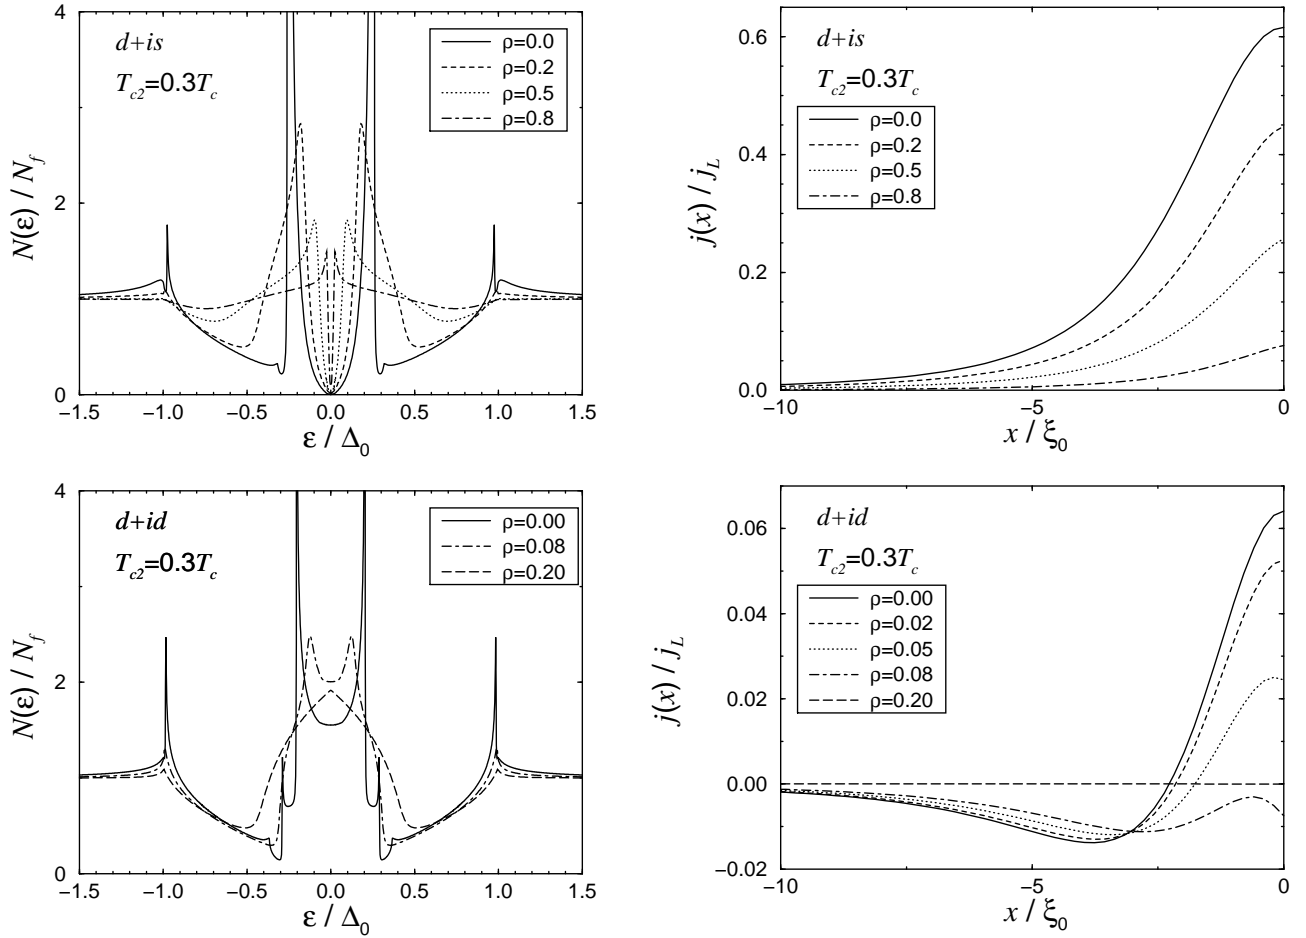 4
2
0
N(ε) / N_f
d+is
T_c2=0.3T_c
ρ=0.0
ρ=0.2
ρ=0.5
ρ=0.8
−1.5 −1.0 −0.5 0.0 0.5 1.0 1.5
ε / Δ_0
0.6
0.4
0.2
0.0
j(x) / j_L
d+is
T_c2=0.3T_c
ρ=0.0
ρ=0.2
ρ=0.5
ρ=0.8
−10 −5 0
x / ξ_0
4
2
0
N(ε) / N_f
d+id
T_c2=0.3T_c
ρ=0.00
ρ=0.08
ρ=0.20
−1.5 −1.0 −0.5 0.0 0.5 1.0 1.5
ε / Δ_0
0.06
0.04
0.02
0.00
−0.02
j(x) / j_L
d+id
T_c2=0.3T_c
ρ=0.00
ρ=0.02
ρ=0.05
ρ=0.08
ρ=0.20
−10 −5 0
x / ξ_0